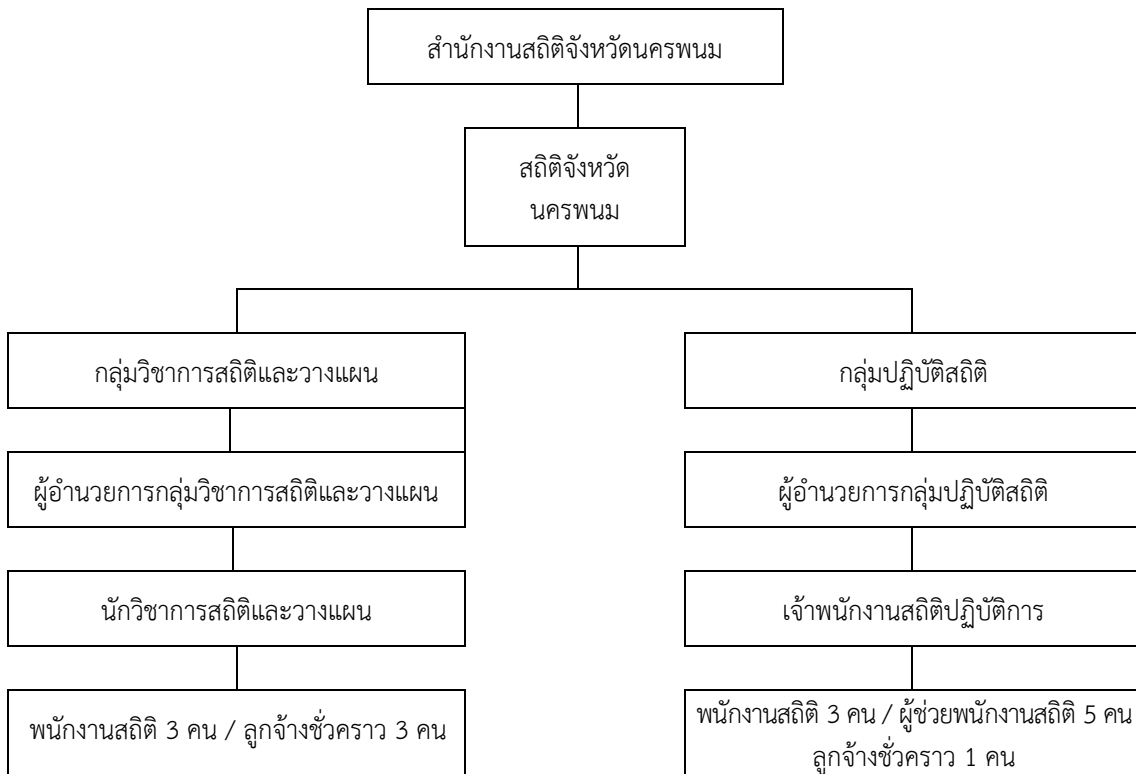 สำนักงานสถิติจังหวัดนครพนม
สถิติจังหวัด
นครพนม
กลุ่มวิชาการสถิติและวางแผน
กลุ่มปฏิบัติสถิติ
ผู้อำนวยการกลุ่มวิชาการสถิติและวางแผน
ผู้อำนวยการกลุ่มปฏิบัติสถิติ
นักวิชาการสถิติและวางแผน
เจ้าพนักงานสถิติปฏิบัติการ
พนักงานสถิติ 3 คน / ลูกจ้างชั่วคราว 3 คน
พนักงานสถิติ 3 คน / ผู้ช่วยพนักงานสถิติ 5 คน
ลูกจ้างชั่วคราว 1 คน